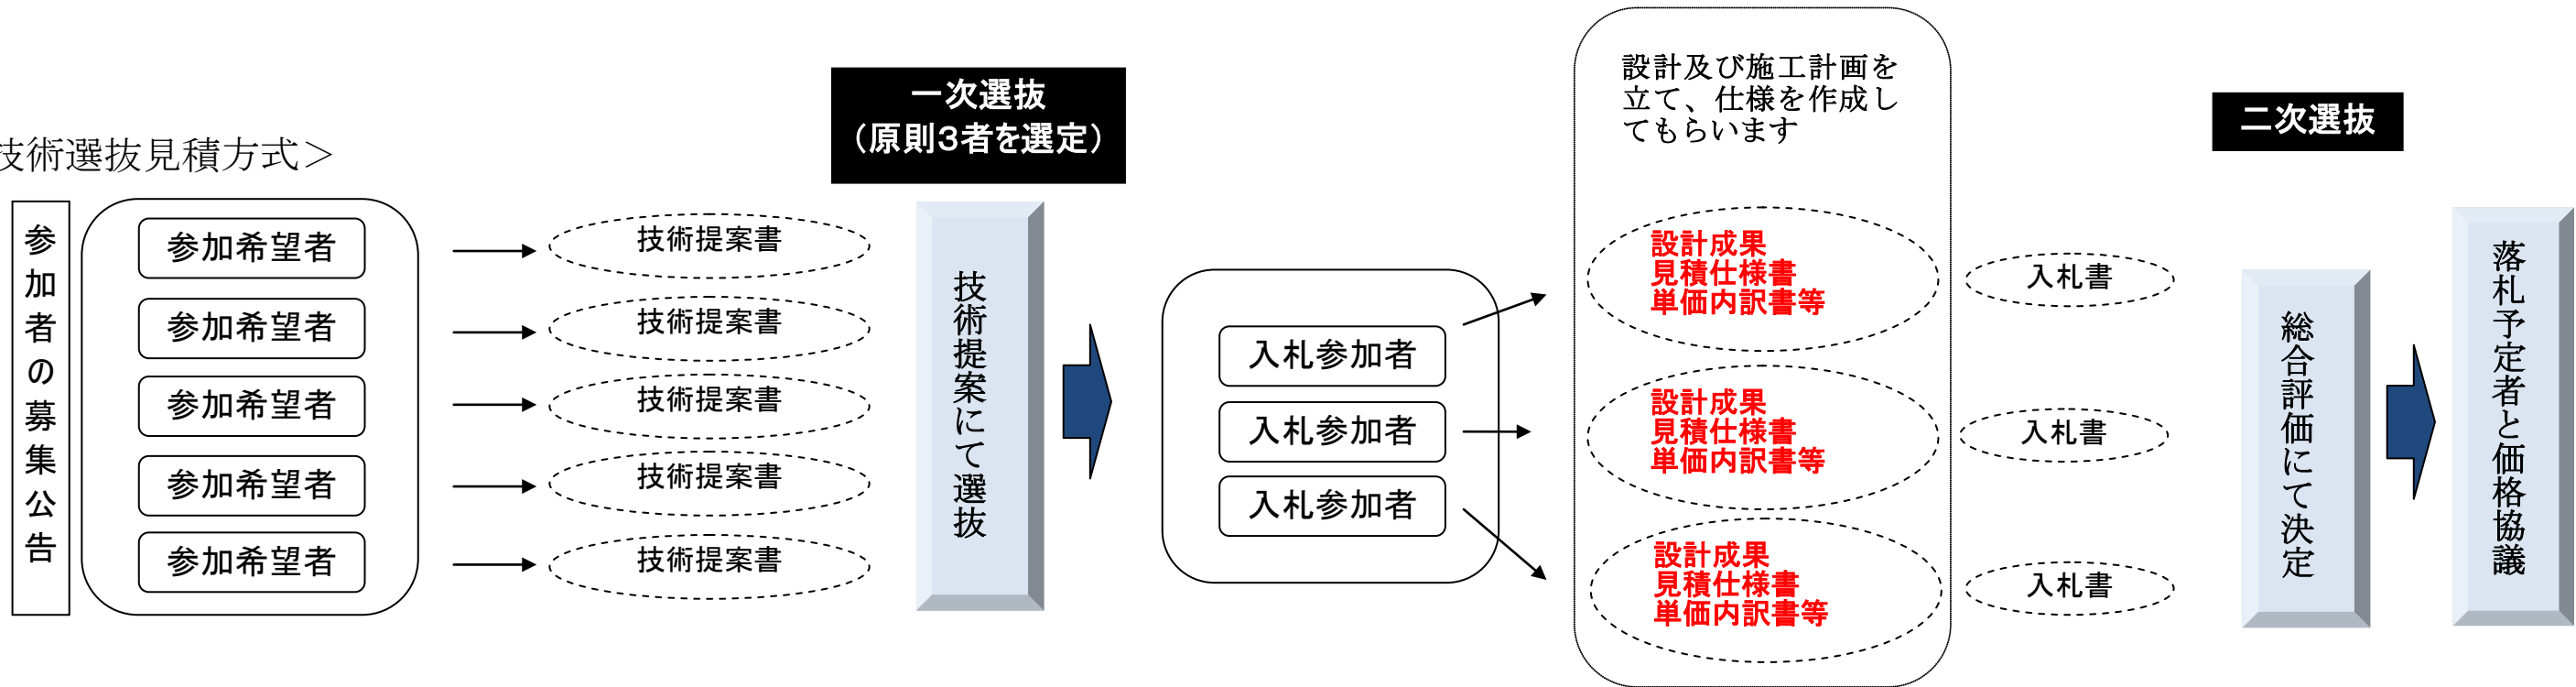 技術選抜見積方式＞
参加者の募集公告
参加希望者
参加希望者
参加希望者
参加希望者
参加希望者
技術提案書
技術提案書
技術提案書
技術提案書
技術提案書
一次選抜
（原則3者を選定）
技術提案にて選抜
入札参加者
入札参加者
入札参加者
設計及び施工計画を
立て、仕様を作成し
てもらいます
設計成果
見積仕様書
単価内訳書等
設計成果
見積仕様書
単価内訳書等
設計成果
見積仕様書
単価内訳書等
入札書
入札書
入札書
二次選抜
総合評価にて決定
落札予定者と価格協議